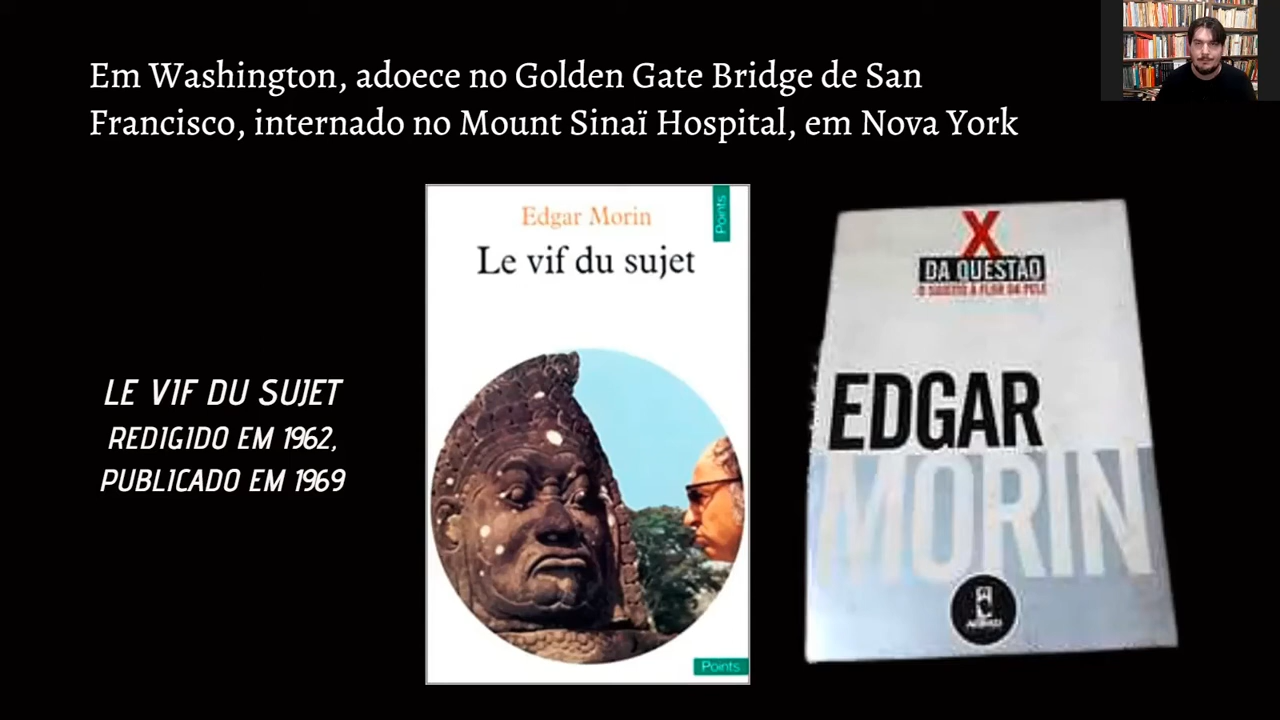 Em Washington, adoece no Golden Gate Bridge de San
Francisco, internado no Mount Sinaï Hospital, em Nova York
Edgar Morin
Points
Le vif du sujet
Points
LE VIF DU SUJET
REDIGIDO EM 1962,
PUBLICADO EM 1969
X
DA QUESTÃO
O SUJEITO À FLOR DA PELE
EDGAR
MORIN